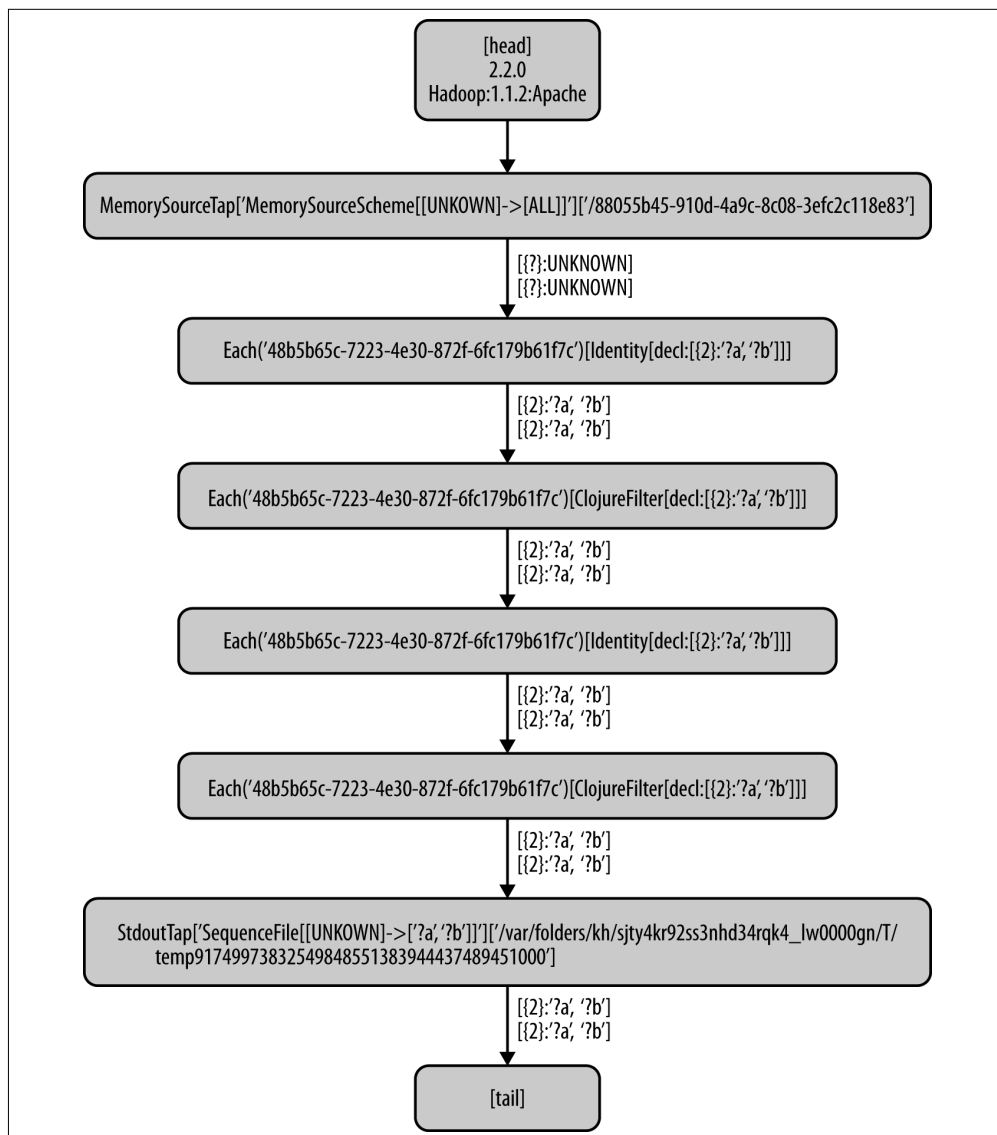 [head]
2.2.0
Hadoop:1.1.2:Apache
MemorySourceTap['MemorySourceScheme[[UNKOWN]->[ALL]]']['/88055b45-910d-4a9c-8c08-3efc2c118e83']
[{?}:UNKNOWN]
[{?}:UNKNOWN]
Each('48b5b65c-7223-4e30-872f-6fc179b61f7c')[Identity[decl:[{2}:'?a', '?b']]]
[{2}:'?a', '?b']
[{2}:'?a', '?b']
Each('48b5b65c-7223-4e30-872f-6fc179b61f7c')[ClojureFilter[decl:[{2}:'?a', '?b']]]
[{2}:'?a', '?b']
[{2}:'?a', '?b']
Each('48b5b65c-7223-4e30-872f-6fc179b61f7c')[Identity[decl:[{2}:'?a', '?b']]]
[{2}:'?a', '?b']
[{2}:'?a', '?b']
Each('48b5b65c-7223-4e30-872f-6fc179b61f7c')[ClojureFilter[decl:[{2}:'?a', '?b']]]
[{2}:'?a', '?b']
[{2}:'?a', '?b']
StdoutTap['SequenceFile[[UNKOWN]->['?a', '?b']]']['/var/folders/kh/sjty4kr92ss3nhd34rqk4_lw0000gn/T/
temp91749973832549848551383944437489451000']
[{2}:'?a', '?b']
[{2}:'?a', '?b']
[tail]